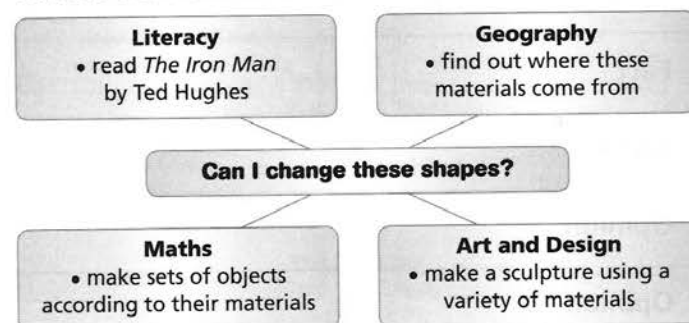 Literacy
• read The Iron Man
by Ted Hughes
Geography
• find out where these
materials come from
Can I change these shapes?
Maths
• make sets of objects
according to their materials
Art and Design
• make a sculpture using a
variety of materials